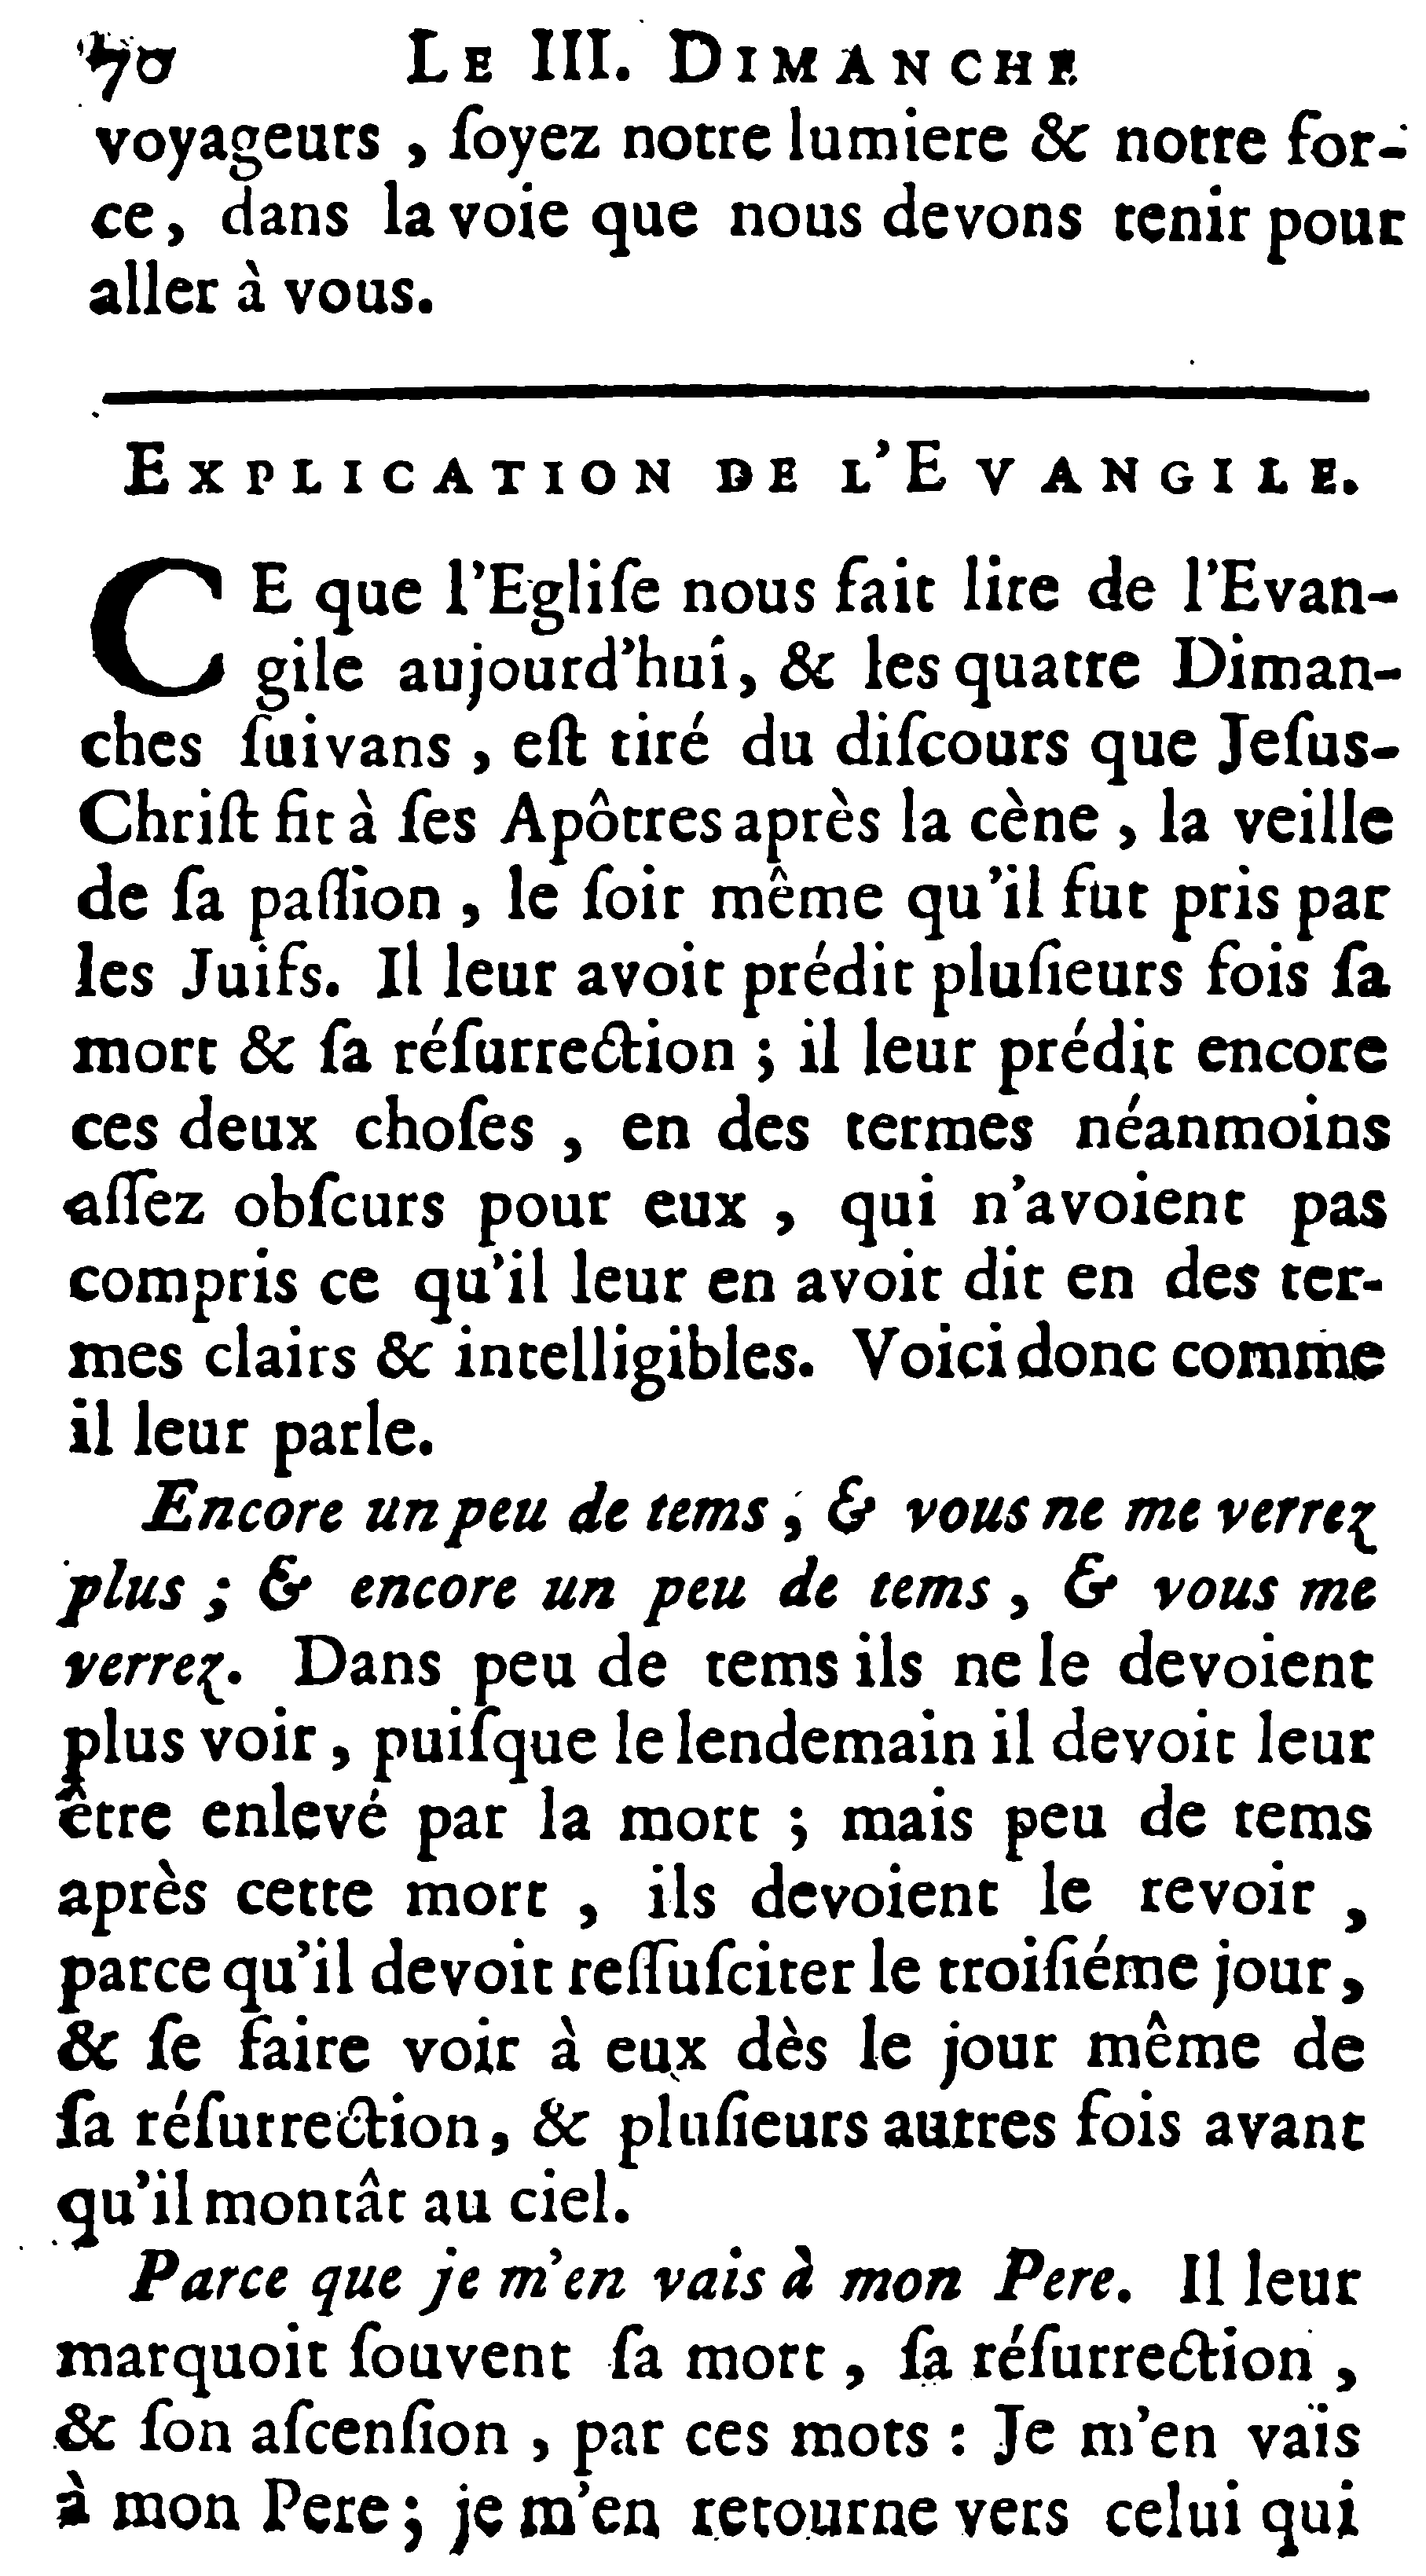 70 LE III. DIMANCHE
voyageurs , ſoyez notre lumiere & notre for-
ce, dans la voie que nous devons tenir pour
aller à vous.
EXPLICATION DE L'EVANGILE.
CE que l'Egliſe nous fait lire de l'Evan-
gile aujourd'hui, & les quatre Diman-
ches ſuivans , eſt tiré du diſcours que Jeſus-
Chriſt fit à ſes Apôtres après la cène , la veille
de ſa paſſion , le ſoir même qu'il fut pris par
les Juifs. Il leur avoit prédit pluſieurs fois ſa
mort & ſa réſurrection ; il leur prédit encore
ces deux choſes , en des termes néanmoins
aſſez obſcurs pour eux , qui n'avoient pas
compris ce qu'il leur en avoit dit en des ter-
mes clairs & intelligibles. Voici donc comme
il leur parle.
Encore un peu de tems , & vous ne me verrez
plus ; & encore un peu de tems , & vous me
verrez. Dans peu de tems ils ne le devoient
plus voir , puiſque le lendemain il devoit leur
être enlevé par la mort ; mais peu de tems
après cette mort , ils devoient le revoir ,
parce qu'il devoit reſſuſciter le troiſiéme jour ,
& ſe faire voir à eux dès le jour même de
ſa réſurrection, & pluſieurs autres fois avant
qu'il montât au ciel.
Parce que je m'en vais à mon Pere. Il leur
marquoit ſouvent ſa mort , ſa réſurrection ,
& ſon aſcenſion , par ces mots : Je m'en vais
à mon Pere ; je m'en retourne vers celui qui